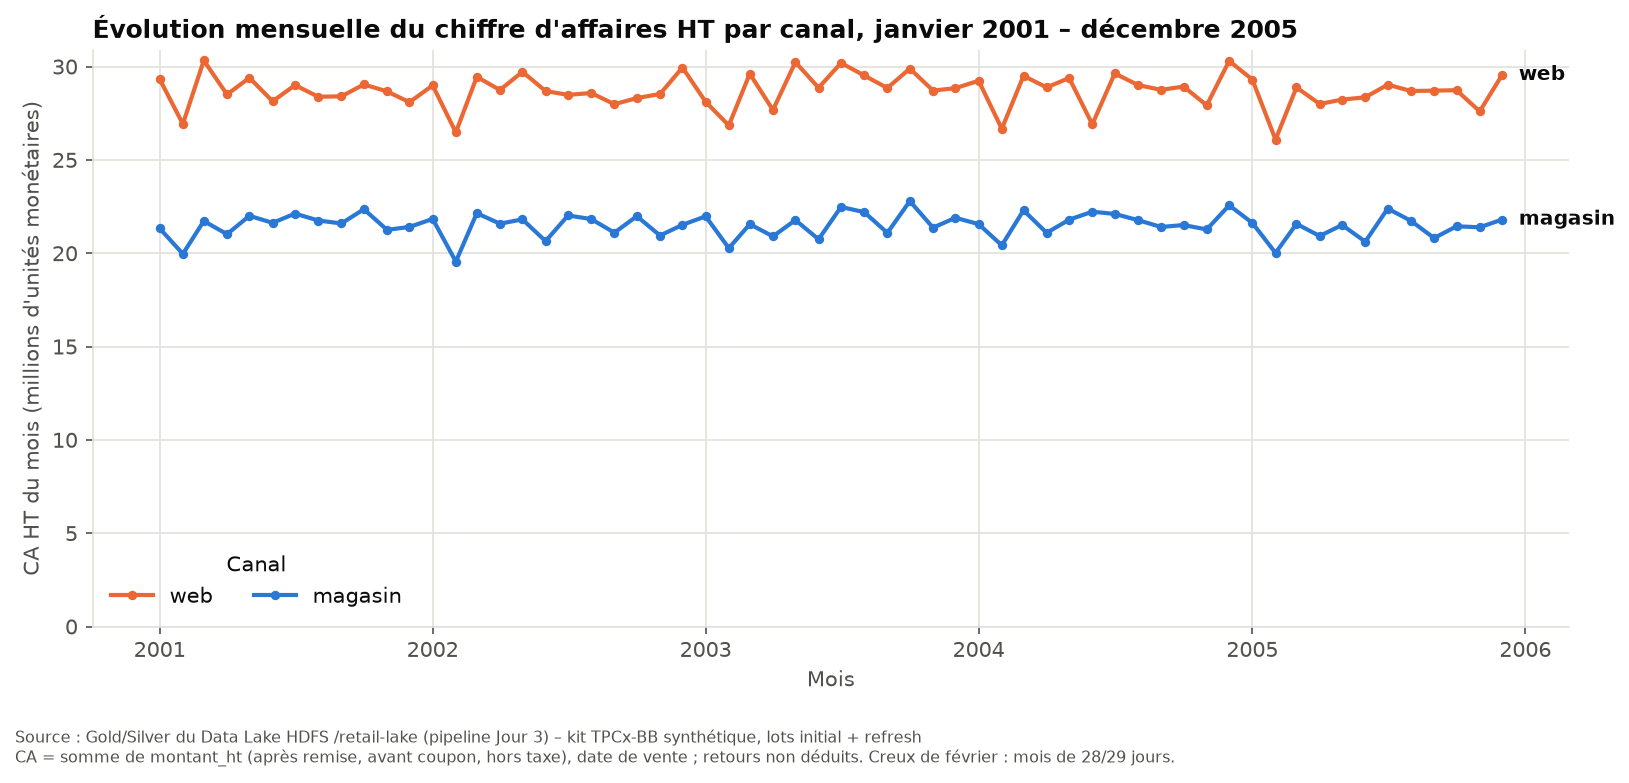 Évolution mensuelle du chiffre d'affaires HT par canal, janvier 2001 – décembre 2005
CA HT du mois (millions d'unités monétaires)
30
25
20
15
10
5
0
web
magasin
Canal
web magasin
2001 2002 2003 2004 2005 2006
Mois
Source : Gold/Silver du Data Lake HDFS /retail-lake (pipeline Jour 3) – kit TPCx-BB synthétique, lots initial + refresh
CA = somme de montant_ht (après remise, avant coupon, hors taxe), date de vente ; retours non déduits. Creux de février : mois de 28/29 jours.